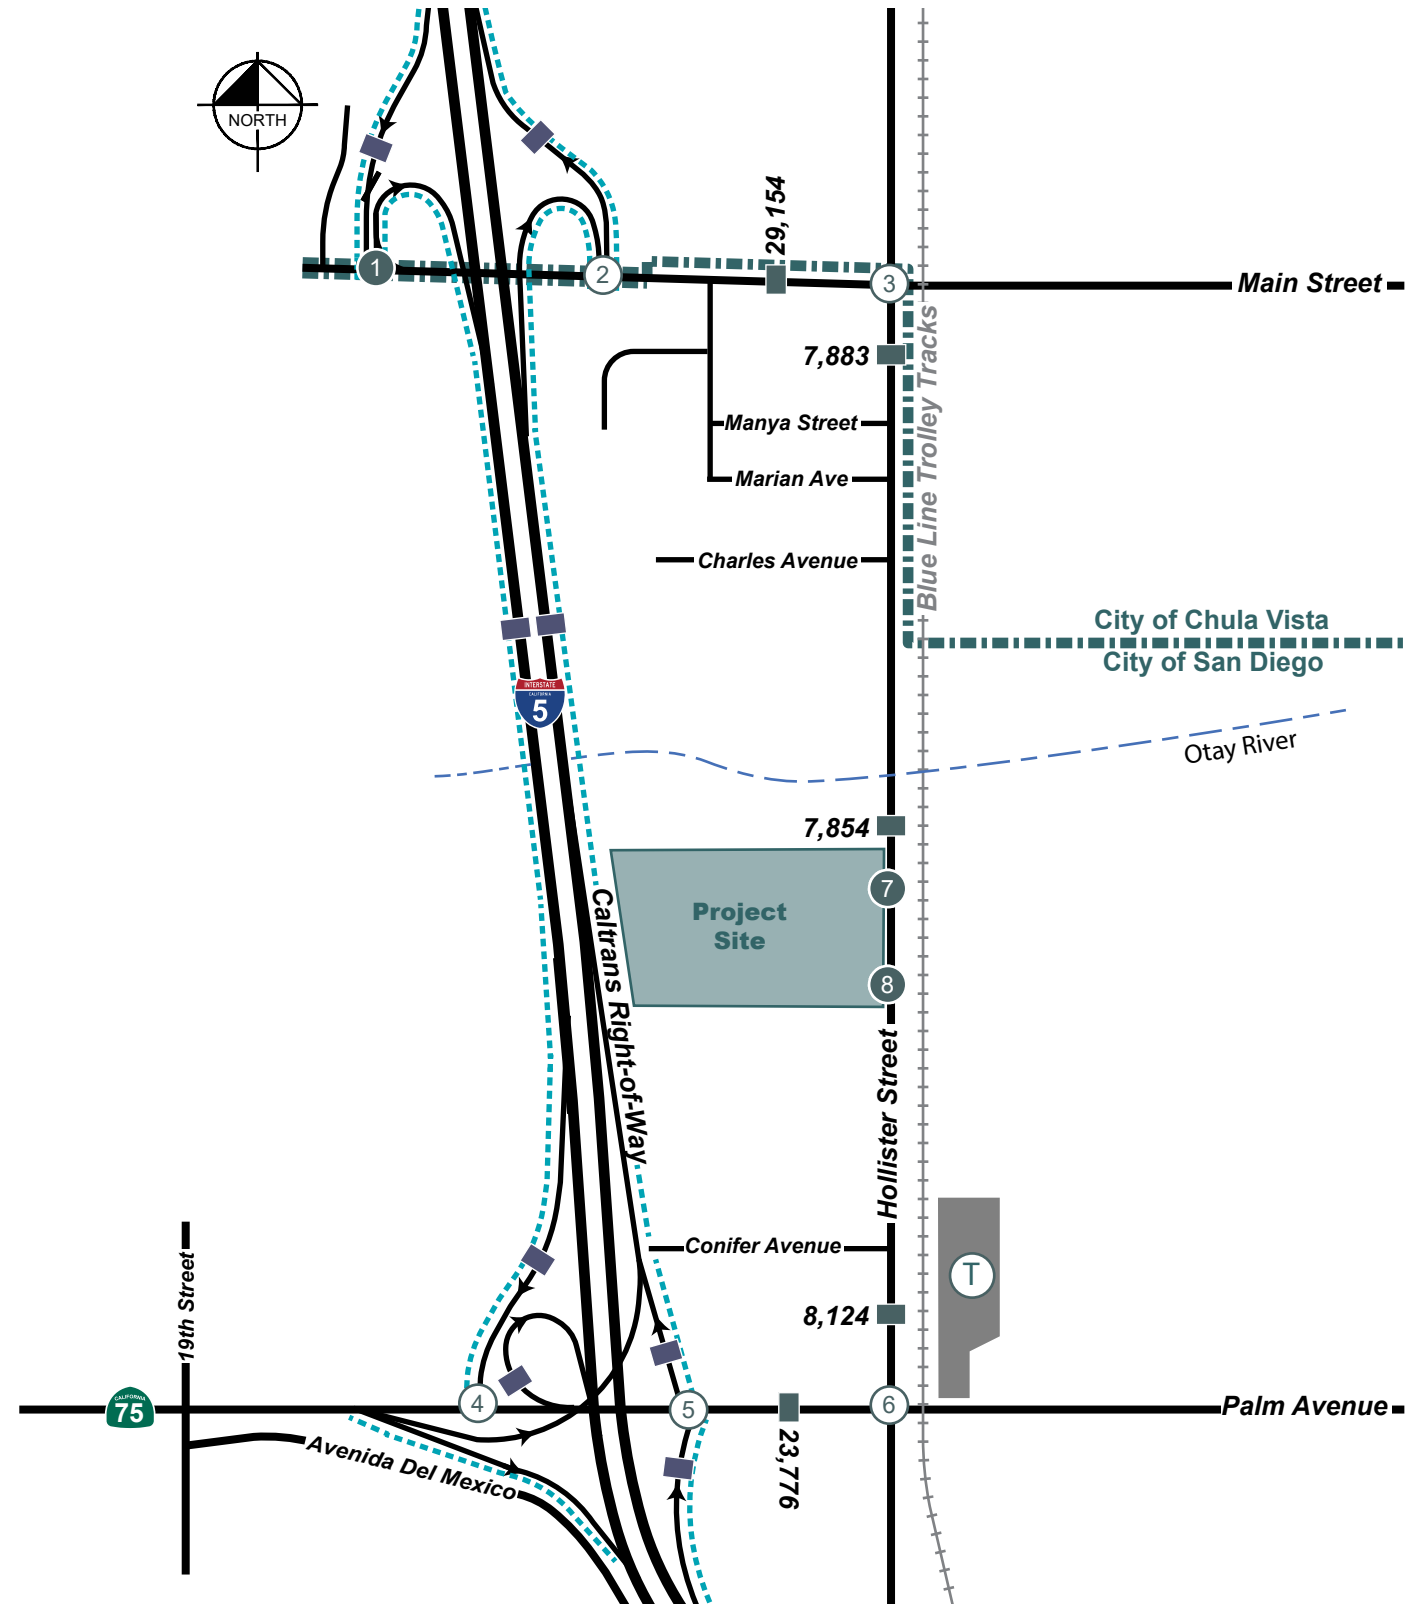 NORTH
29,154
1
2
3
Main Street
7,883
Blue Line Trolley Tracks
Manya Street
Marian Ave
Charles Avenue
City of Chula Vista
City of San Diego
INTERSTATE
CALIFORNIA
5
Otay River
7,854
Caltrans Right-of-Way
7
Project
Site
8
Hollister Street
19th Street
Conifer Avenue
T
8,124
CALIFORNIA
75
4
5
6
Palm Avenue
Avenida Del Mexico
23,776